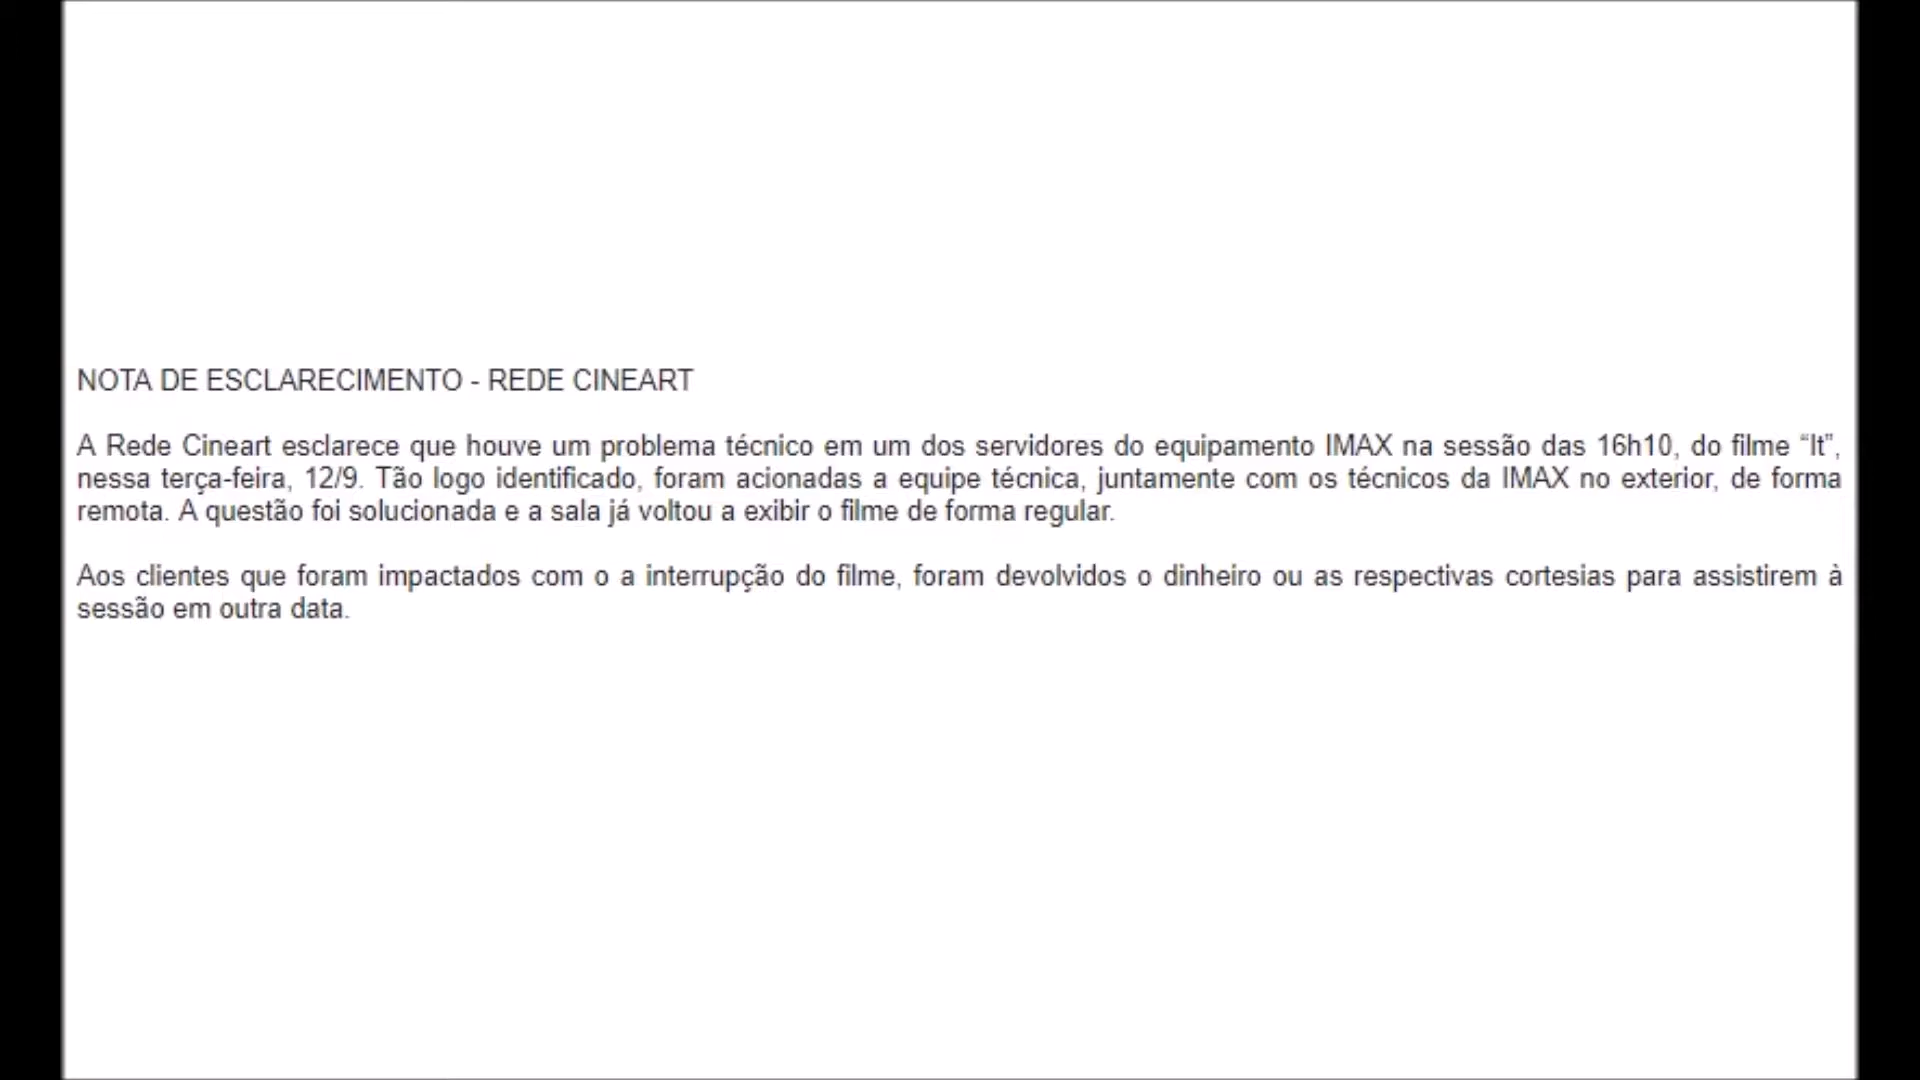 NOTA DE ESCLARECIMENTO - REDE CINEART
A Rede Cineart esclarece que houve um problema técnico em um dos servidores do equipamento IMAX na sessão das 16h10, do filme “It”,
nessa terça-feira, 12/9. Tão logo identificado, foram acionadas a equipe técnica, juntamente com os técnicos da IMAX no exterior, de forma
remota. A questão foi solucionada e a sala já voltou a exibir o filme de forma regular.
Aos clientes que foram impactados com o a interrupção do filme, foram devolvidos o dinheiro ou as respectivas cortesias para assistirem à
sessão em outra data.